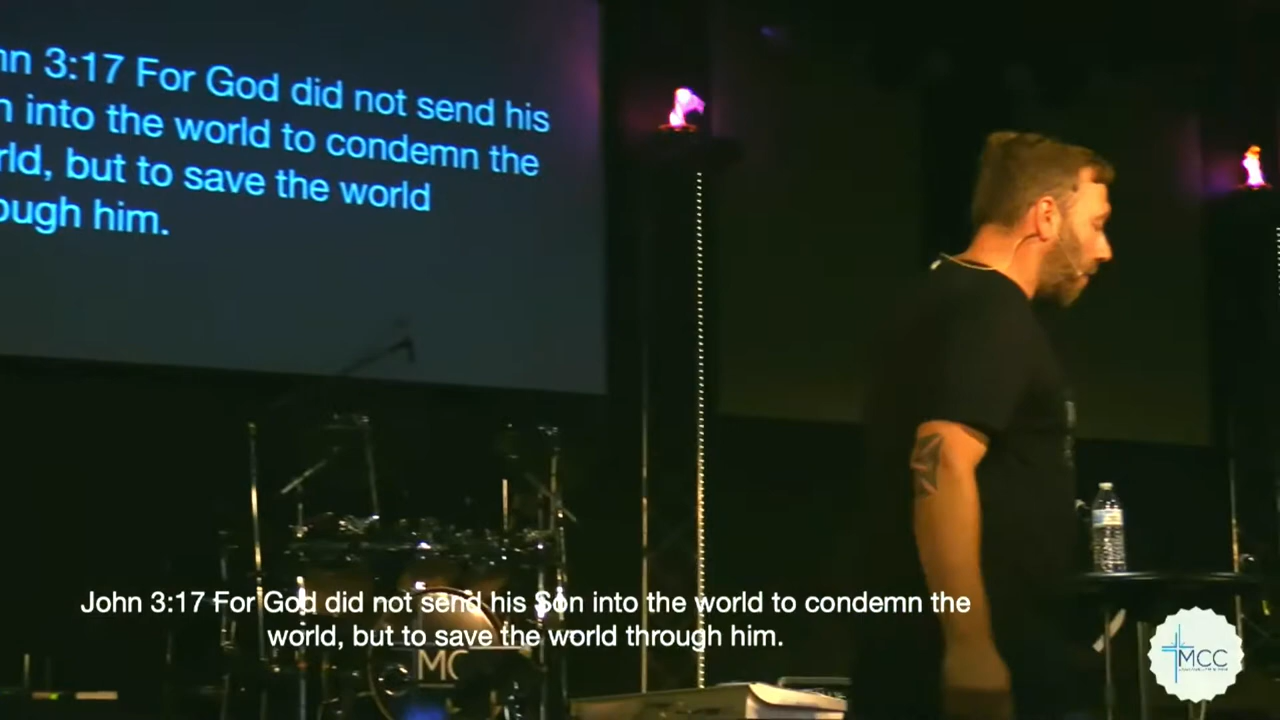 hn 3:17 For God did not send his
n into the world to condemn the
rld, but to save the world
ough him.
John 3:17 For God did not send his Son into the world to condemn the
world, but to save the world through him.
MC
MCC